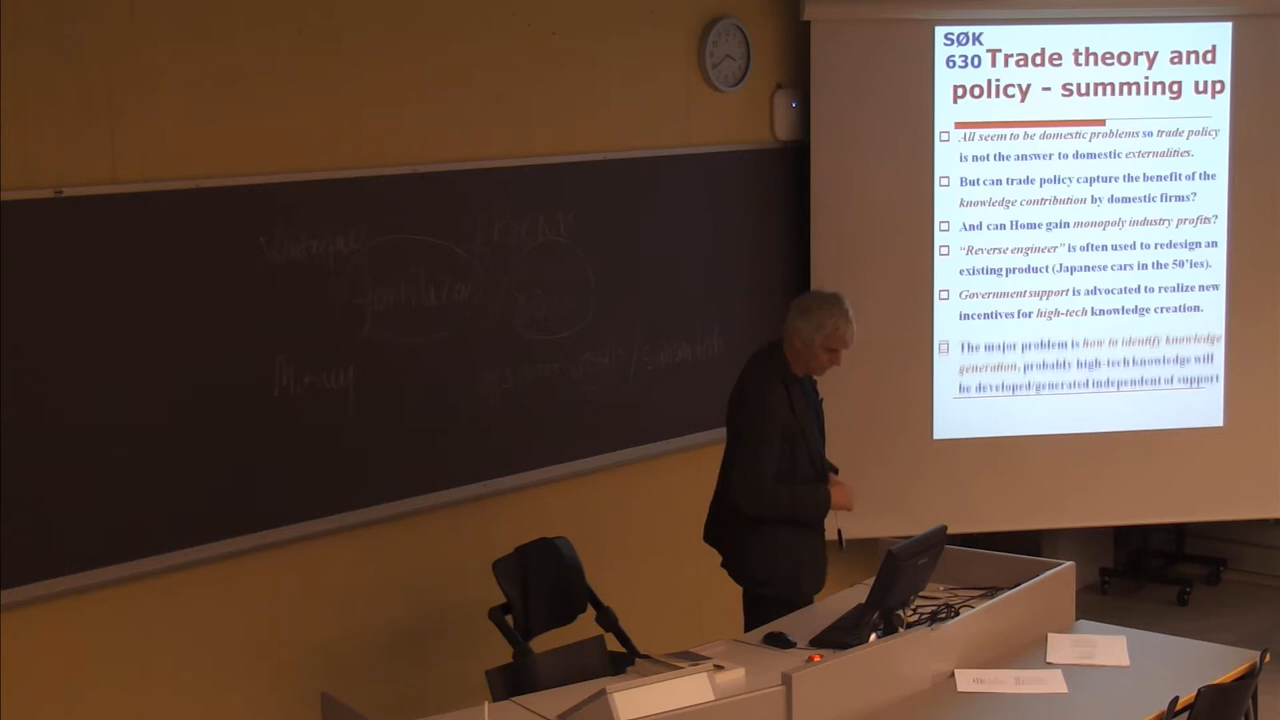 SØK
630 Trade theory and
policy - summing up
All seem to be domestic problems so trade policy
is not the answer to domestic externalities.
But can trade policy capture the benefit of the
knowledge contribution by domestic firms?
And can Home gain monopoly industry profits?
“Reverse engineer” is often used to redesign an
existing product (Japanese cars in the 50’ies).
Government support is advocated to realize new
incentives for high-tech knowledge creation.
The major problem is how to identify knowledge
generation, probably high-tech knowledge will
be developed/generated independent of support
Money